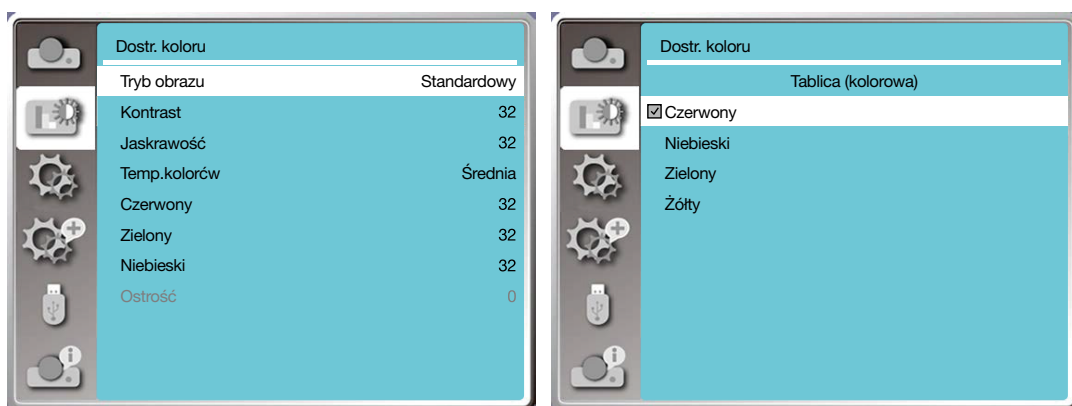 Dostr. koloru
Tryb obrazu Standardowy
Kontrast 32
Jaskrawość 32
Temp.kolorćw Średnia
Czerwony 32
Zielony 32
Niebieski 32
Ostrość 0
Dostr. koloru
Tablica (kolorowa)
Czerwony
Niebieski
Zielony
Żółty